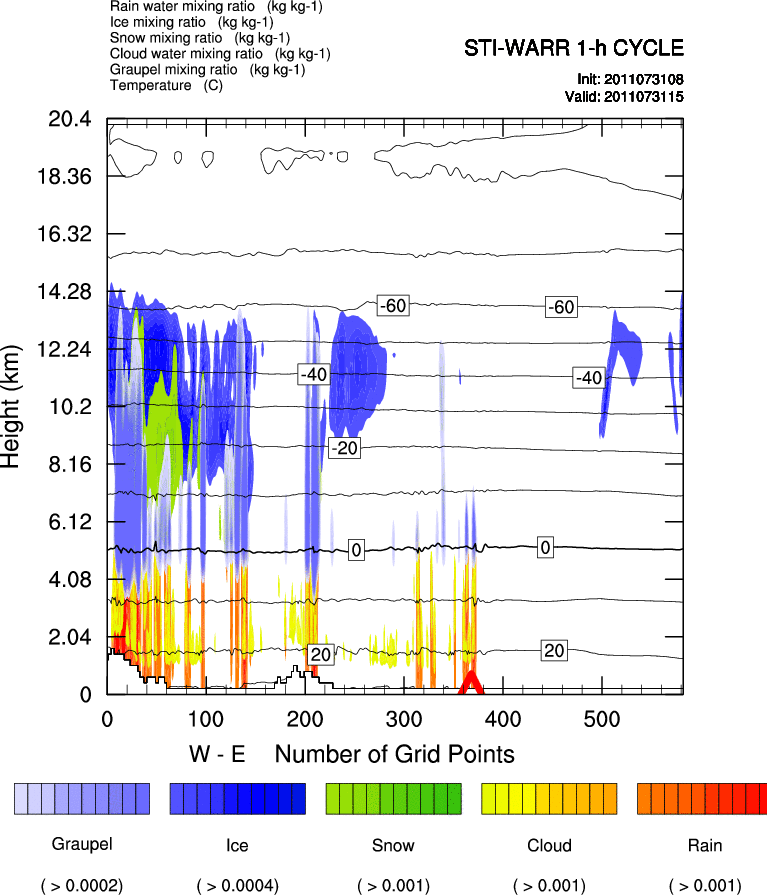 Rain water mixing ratio (kg kg-1)
Ice mixing ratio (kg kg-1)
Snow mixing ratio (kg kg-1)
Cloud water mixing ratio (kg kg-1)
Graupel mixing ratio (kg kg-1)
Temperature (C)
STI-WARR 1-h CYCLE
Init: 2011073108
Valid: 2011073115
20.4
18.36
16.32
14.28
12.24
10.2
8.16
6.12
4.08
2.04
0
Height (km)
-60
-60
-40
-40
-20
0
0
20
20
0
100
200
300
400
500
W - E Number of Grid Points
Graupel
Ice
Snow
Cloud
Rain
( > 0.0002)
( > 0.0004)
( > 0.001)
( > 0.001)
( > 0.001)